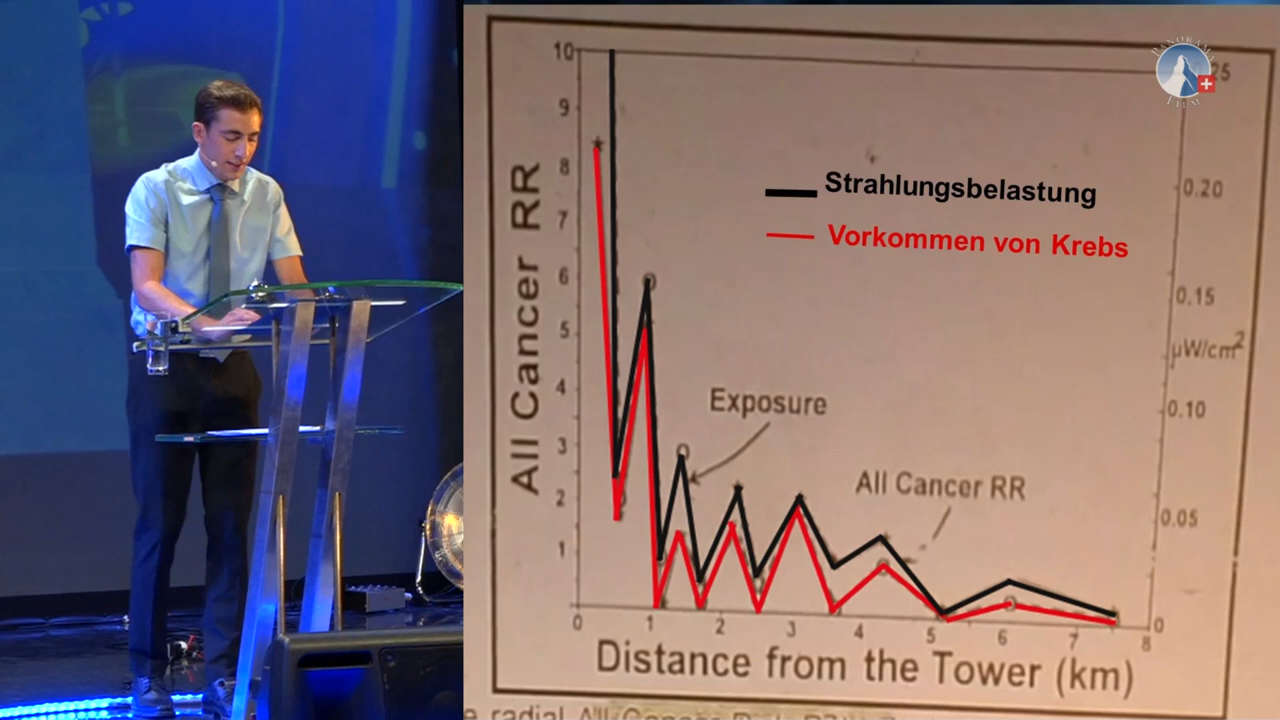 PANORAMA
FILM
10
9
8
7
6
5
4
3
2
1
All Cancer RR
Strahlungsbelastung
Vorkommen von Krebs
Exposure
All Cancer RR
0.20
0.15
µW/cm²
0.10
0.05
0
0 1 2 3 4 5 6 7 8
Distance from the Tower (km)